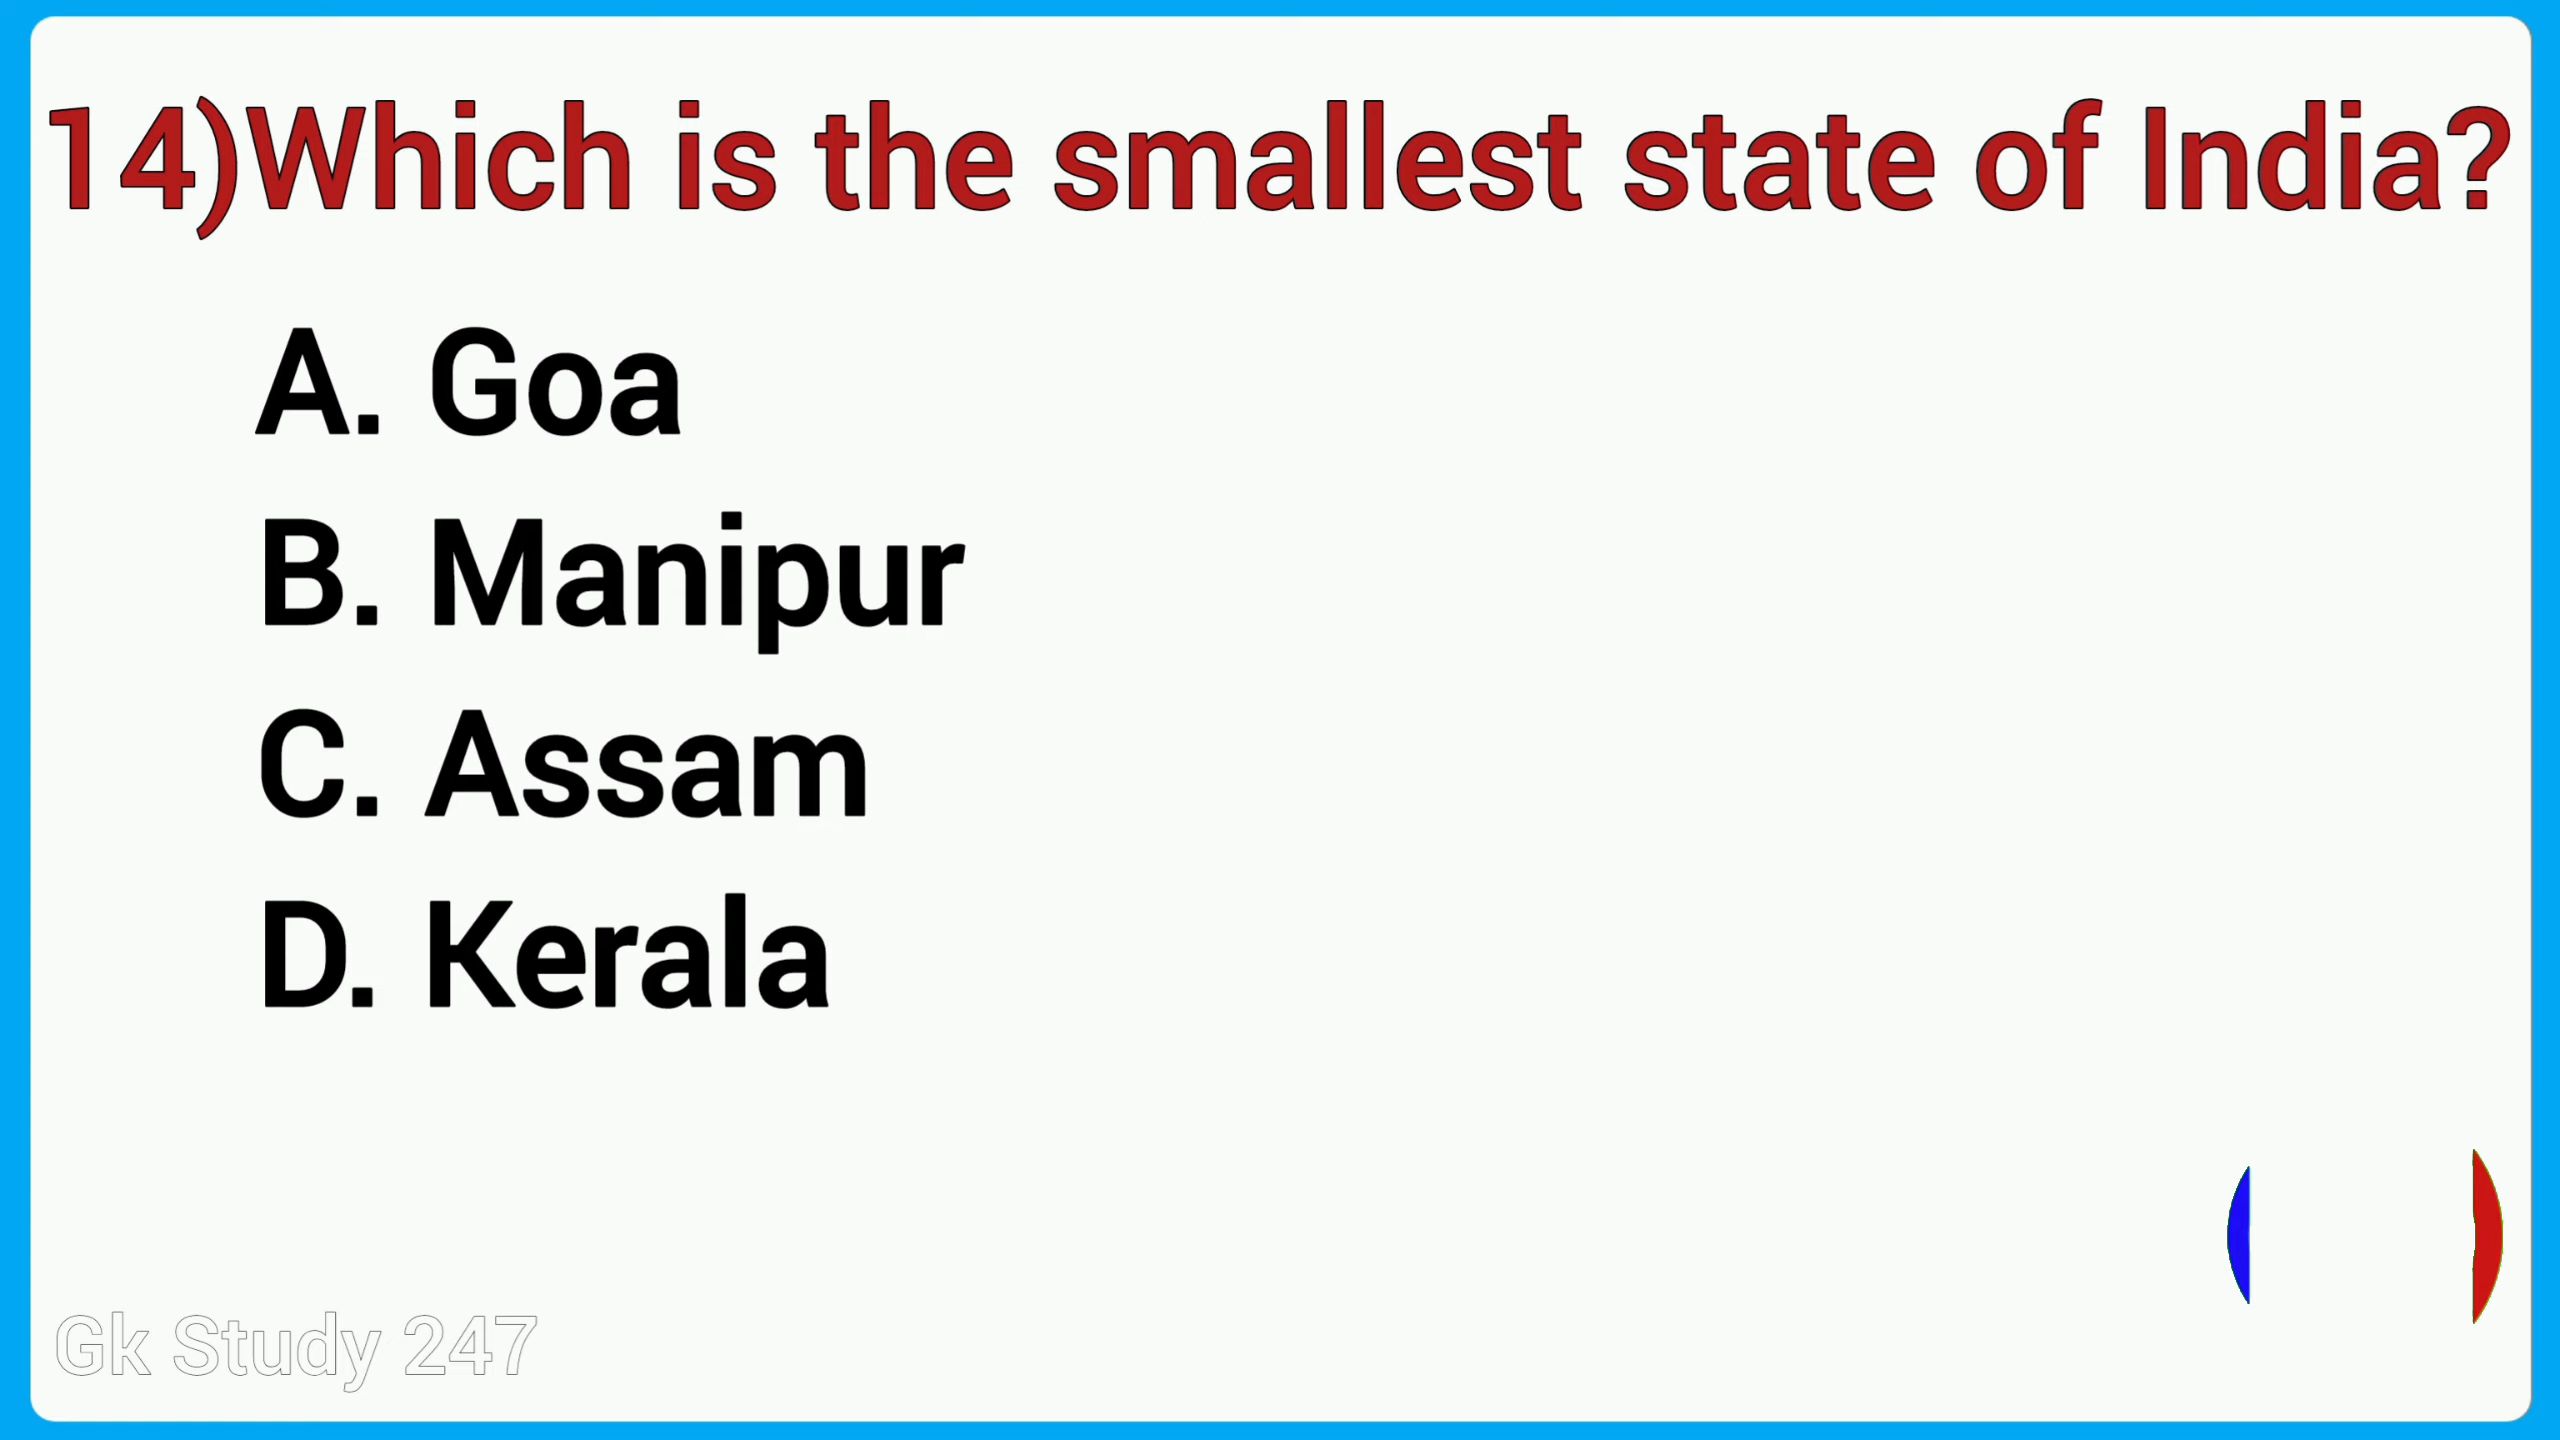 14)Which is the smallest state of India?
A. Goa
B. Manipur
C. Assam
D. Kerala
Gk Study 247